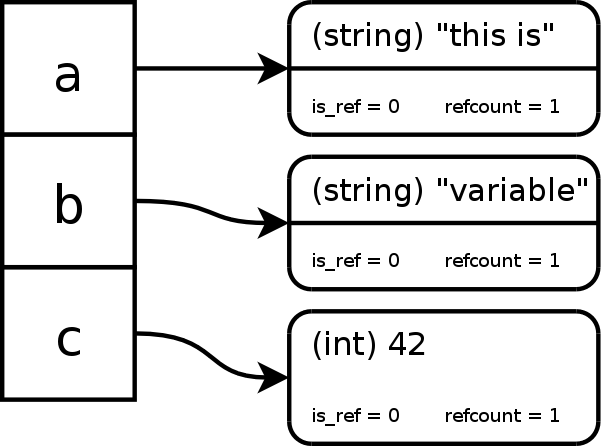 a
(string) "this is"
is_ref = 0 refcount = 1
b
(string) "variable"
is_ref = 0 refcount = 1
c
(int) 42
is_ref = 0 refcount = 1